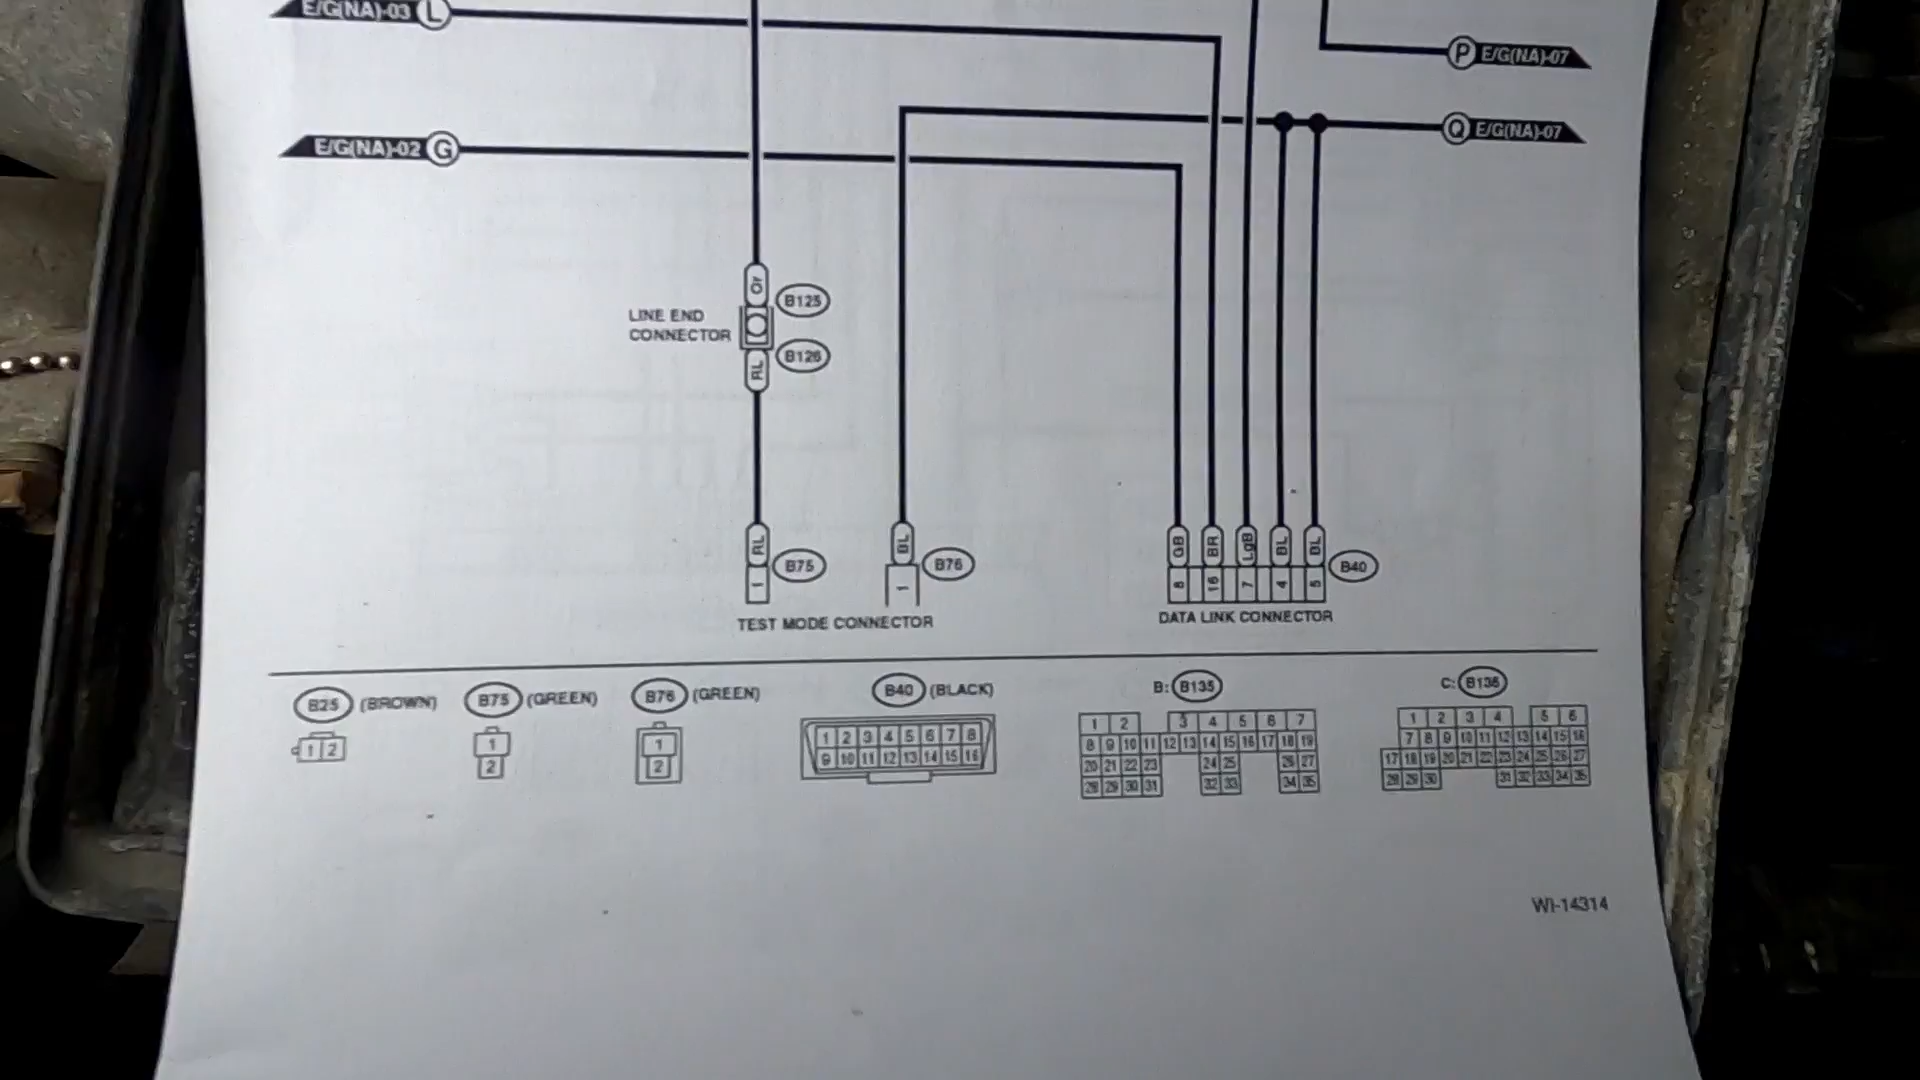 E/G(NA)-03 L
P E/G(NA)-07
Q E/G(NA)-07
E/G(NA)-02 G
Or
B125
LINE END
CONNECTOR
RL
B126
RL
1
B75
BL
1
B76
TEST MODE CONNECTOR
GB BR LgB BL BL
8 16 7 4 5
B40
DATA LINK CONNECTOR
B25 (BROWN)
1 2
B75 (GREEN)
1
2
B76 (GREEN)
1
2
B40 (BLACK)
1 2 3 4 5 6 7 8
9 10 11 12 13 14 15 16
B: B135
1 2 3 4 5 6 7
8 9 10 11 12 13 14 15 16 17 18 19
20 21 22 23 24 25 26 27
28 29 30 31 32 33 34 35
C: B136
1 2 3 4 5 6
7 8 9 10 11 12 13 14 15 16
17 18 19 20 21 22 23 24 25 26 27
28 29 30 31 32 33 34 35
WI-14314